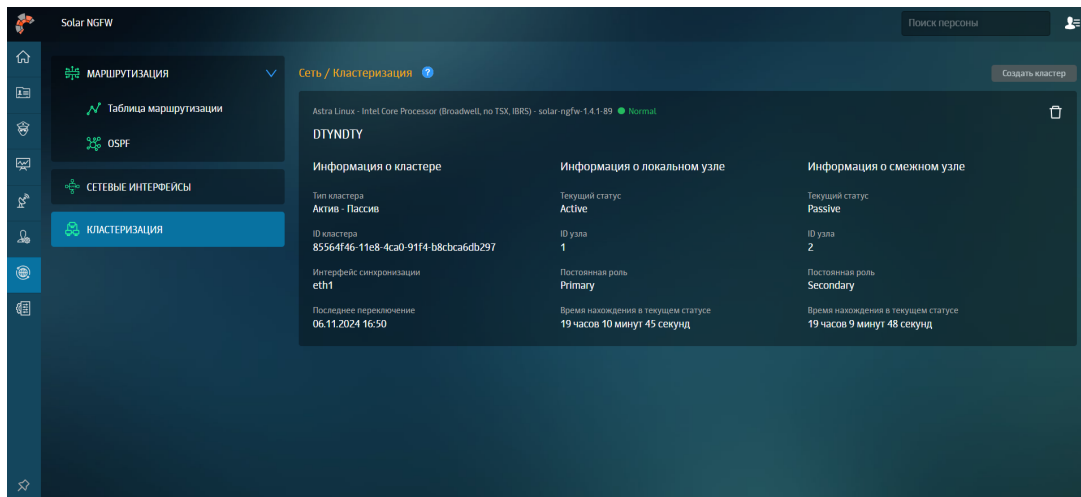 Solar NGFW
Поиск персоны
МАРШРУТИЗАЦИЯ
Таблица маршрутизации
OSPF
СЕТЕВЫЕ ИНТЕРФЕЙСЫ
КЛАСТЕРИЗАЦИЯ
Сеть / Кластеризация ?
Создать кластер
Astra Linux - Intel Core Processor (Broadwell, no TSX, IBRS) - solar-ngfw-1.4.1-89 Normal
DTYNDTY
Информация о кластере
Тип кластера
Актив - Пассив
ID кластера
85564f46-11e8-4ca0-91f4-b8cbca6db297
Интерфейс синхронизации
eth1
Последнее переключение
06.11.2024 16:50
Информация о локальном узле
Текущий статус
Active
ID узла
1
Постоянная роль
Primary
Время нахождения в текущем статусе
19 часов 10 минут 45 секунд
Информация о смежном узле
Текущий статус
Passive
ID узла
2
Постоянная роль
Secondary
Время нахождения в текущем статусе
19 часов 9 минут 48 секунд